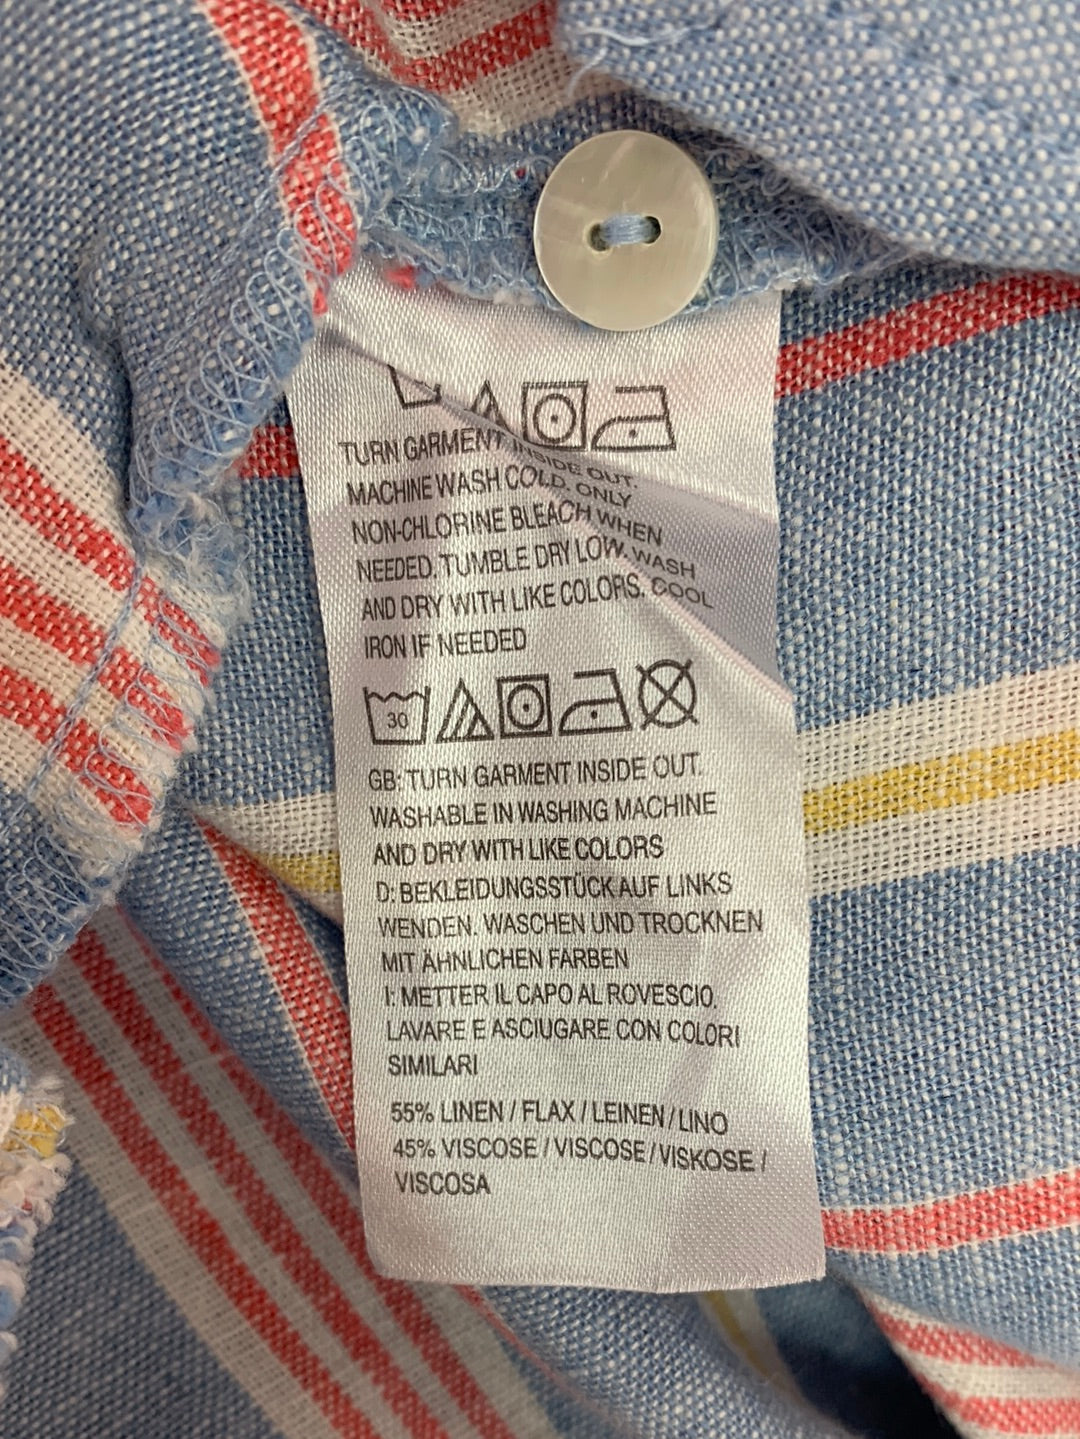 TURN GARMENT INSIDE OUT.
MACHINE WASH COLD. ONLY
NON-CHLORINE BLEACH WHEN
NEEDED. TUMBLE DRY LOW. WASH
AND DRY WITH LIKE COLORS. COOL
IRON IF NEEDED
30
GB: TURN GARMENT INSIDE OUT.
WASHABLE IN WASHING MACHINE
AND DRY WITH LIKE COLORS
D: BEKLEIDUNGSSTÜCK AUF LINKS
WENDEN. WASCHEN UND TROCKNEN
MIT ÄHNLICHEN FARBEN
I: METTER IL CAPO AL ROVESCIO.
LAVARE E ASCIUGARE CON COLORI
SIMILARI
55% LINEN / FLAX / LEINEN / LINO
45% VISCOSE / VISCOSE / VISKOSE /
VISCOSA